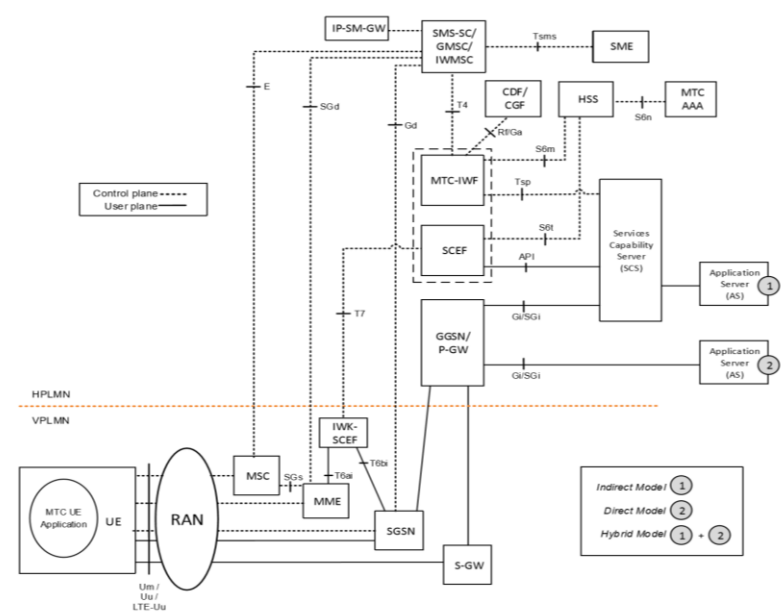 IP-SM-GW
SMS-SC/
GMSC/
IWMSC
Tsms
SME
E
SGd
Gd
T4
CDF/
CGF
Rf/Ga
HSS
S6n
MTC
AAA
S6m
MTC-IWF
Tsp
Control plane
User plane
SCEF
S6t
API
Services
Capability
Server
(SCS)
Application
Server
(AS)
1
T7
GGSN/
P-GW
Gi/SGi
Gi/SGi
Application
Server
(AS)
2
HPLMN
VPLMN
IWK-
SCEF
MSC
SGs
T6ai
T6bi
MME
MTC UE
Application
UE
RAN
SGSN
S-GW
Um /
Uu /
LTE-Uu
Indirect Model 1
Direct Model 2
Hybrid Model 1 + 2